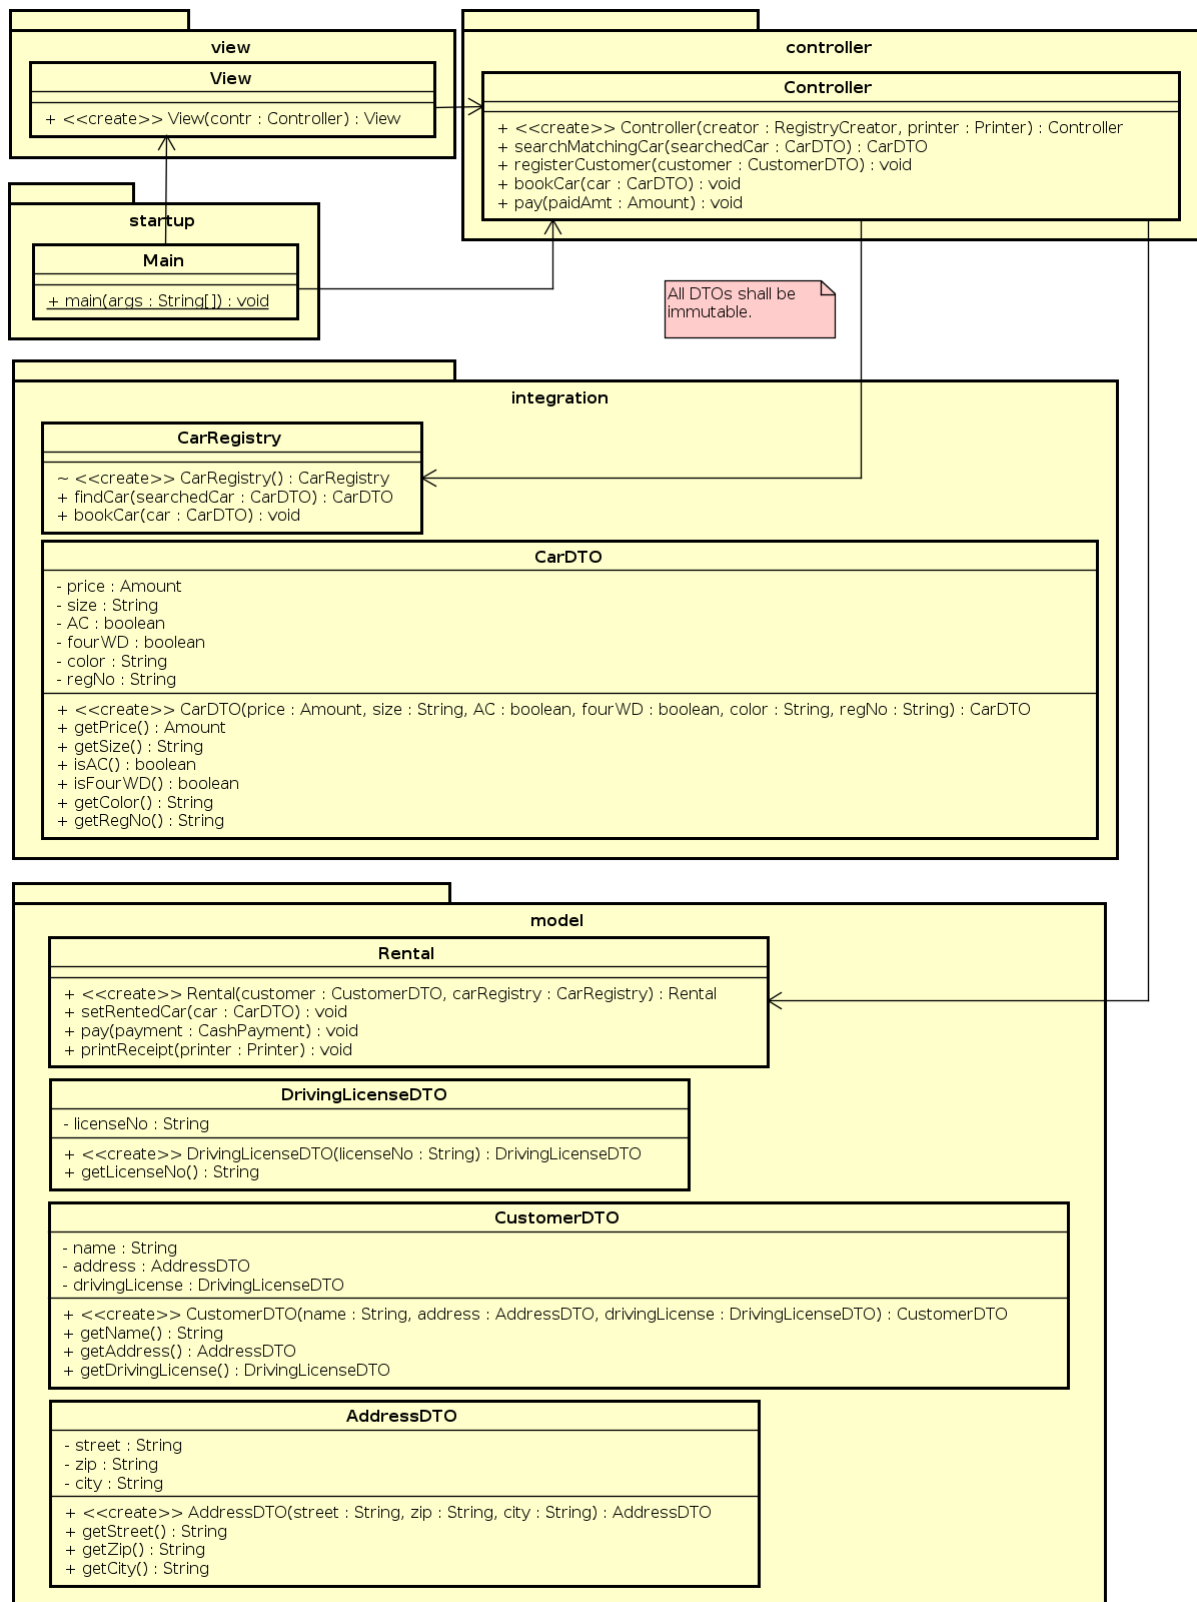 view
View
+ <<create>> View(contr : Controller) : View
controller
Controller
+ <<create>> Controller(creator : RegistryCreator, printer : Printer) : Controller
+ searchMatchingCar(searchedCar : CarDTO) : CarDTO
+ registerCustomer(customer : CustomerDTO) : void
+ bookCar(car : CarDTO) : void
+ pay(paidAmt : Amount) : void
startup
Main
+ main(args : String[]) : void
All DTOs shall be
immutable.
integration
CarRegistry
~ <<create>> CarRegistry() : CarRegistry
+ findCar(searchedCar : CarDTO) : CarDTO
+ bookCar(car : CarDTO) : void
CarDTO
- price : Amount
- size : String
- AC : boolean
- fourWD : boolean
- color : String
- regNo : String
+ <<create>> CarDTO(price : Amount, size : String, AC : boolean, fourWD : boolean, color : String, regNo : String) : CarDTO
+ getPrice() : Amount
+ getSize() : String
+ isAC() : boolean
+ isFourWD() : boolean
+ getColor() : String
+ getRegNo() : String
model
Rental
+ <<create>> Rental(customer : CustomerDTO, carRegistry : CarRegistry) : Rental
+ setRentedCar(car : CarDTO) : void
+ pay(payment : CashPayment) : void
+ printReceipt(printer : Printer) : void
DrivingLicenseDTO
- licenseNo : String
+ <<create>> DrivingLicenseDTO(licenseNo : String) : DrivingLicenseDTO
+ getLicenseNo() : String
CustomerDTO
- name : String
- address : AddressDTO
- drivingLicense : DrivingLicenseDTO
+ <<create>> CustomerDTO(name : String, address : AddressDTO, drivingLicense : DrivingLicenseDTO) : CustomerDTO
+ getName() : String
+ getAddress() : AddressDTO
+ getDrivingLicense() : DrivingLicenseDTO
AddressDTO
- street : String
- zip : String
- city : String
+ <<create>> AddressDTO(street : String, zip : String, city : String) : AddressDTO
+ getStreet() : String
+ getZip() : String
+ getCity() : String